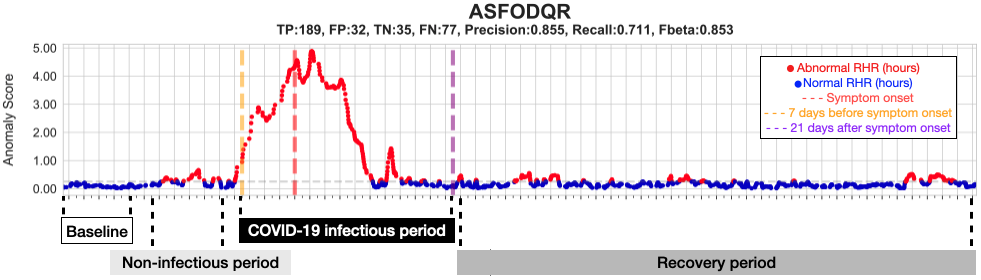 ASFODQR
TP:189, FP:32, TN:35, FN:77, Precision:0.855, Recall:0.711, Fbeta:0.853
Anomaly Score
5.00
4.00
3.00
2.00
1.00
0.00
Abnormal RHR (hours)
Normal RHR (hours)
Symptom onset
7 days before symptom onset
21 days after symptom onset
Baseline
COVID-19 infectious period
Non-infectious period
Recovery period